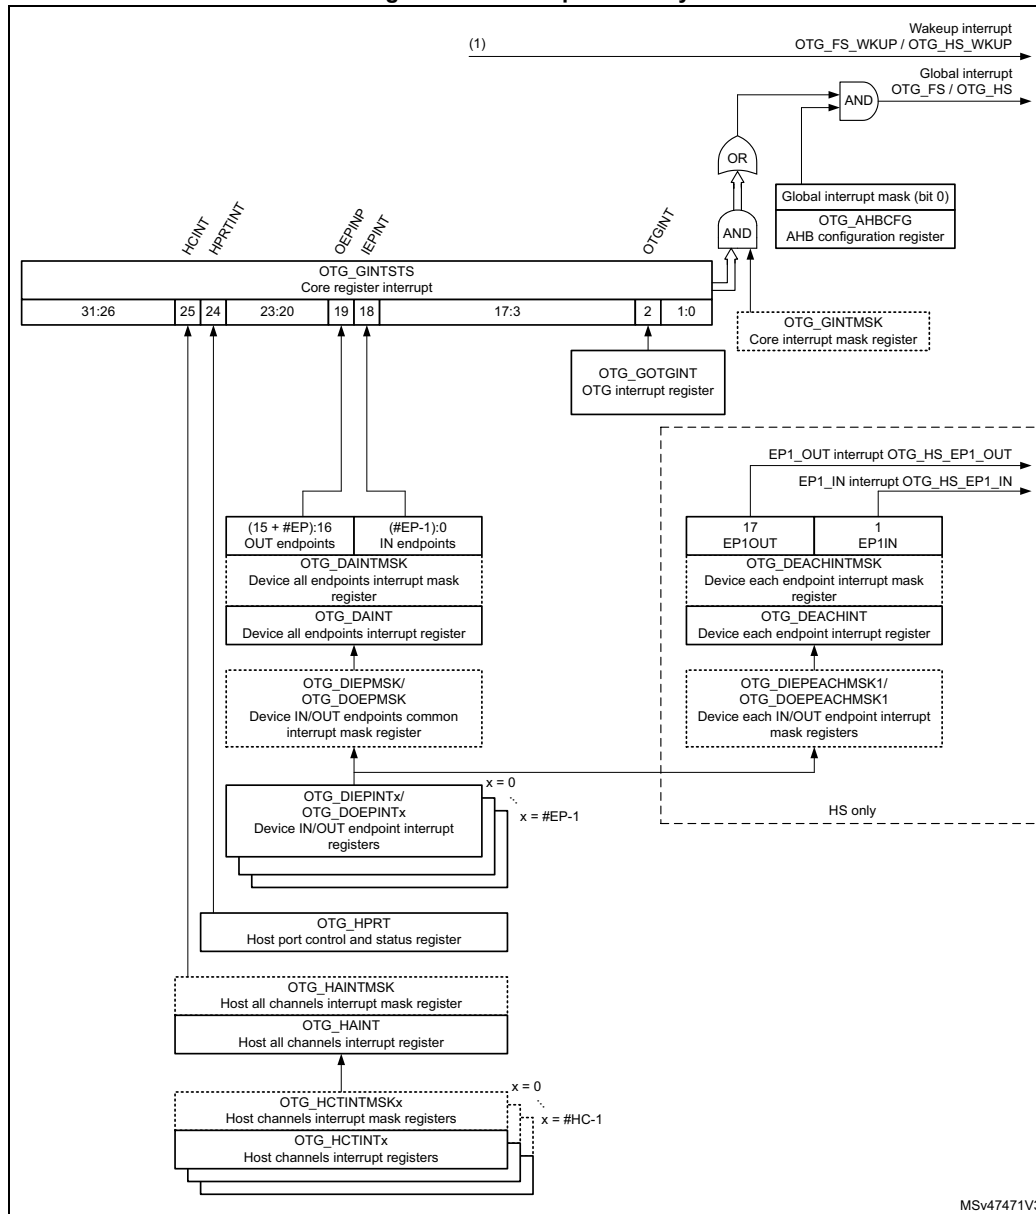 Wakeup interrupt
(1)
OTG_FS_WKUP / OTG_HS_WKUP
Global interrupt
OTG_FS / OTG_HS
AND
OR
Global interrupt mask (bit 0)
OTG_AHBCFG
AHB configuration register
AND
HCINT
HPRTINT
OEPINP
IEPINT
OTGINT
OTG_GINTSTS
Core register interrupt
31:26 25 24 23:20 19 18 17:3 2 1:0
OTG_GINTMSK
Core interrupt mask register
OTG_GOTGINT
OTG interrupt register
EP1_OUT interrupt OTG_HS_EP1_OUT
EP1_IN interrupt OTG_HS_EP1_IN
(15 + #EP):16
OUT endpoints
(#EP-1):0
IN endpoints
OTG_DAINTMSK
Device all endpoints interrupt mask
register
OTG_DAINT
Device all endpoints interrupt register
17
EP1OUT
1
EP1IN
OTG_DEACHINTMSK
Device each endpoint interrupt mask
register
OTG_DEACHINT
Device each endpoint interrupt register
OTG_DIEPMSK/
OTG_DOEPMSK
Device IN/OUT endpoints common
interrupt mask register
OTG_DIEPEACHMSK1/
OTG_DOEPEACHMSK1
Device each IN/OUT endpoint interrupt
mask registers
OTG_DIEPINTx/
OTG_DOEPINTx
Device IN/OUT endpoint interrupt
registers
x = 0
x = #EP-1
HS only
OTG_HPRT
Host port control and status register
OTG_HAINTMSK
Host all channels interrupt mask register
OTG_HAINT
Host all channels interrupt register
OTG_HCTINTMSKx
Host channels interrupt mask registers
OTG_HCTINTx
Host channels interrupt registers
x = 0
x = #HC-1